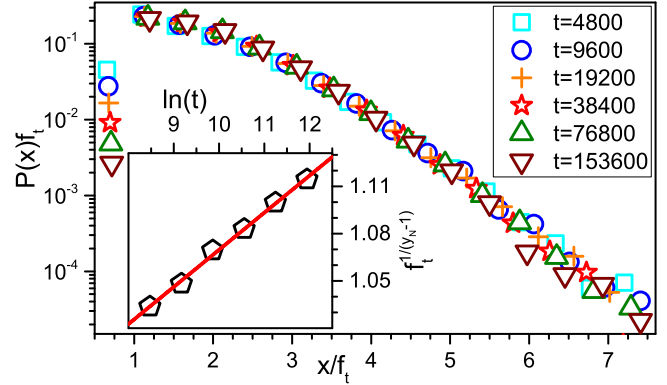 10⁻¹
10⁻²
10⁻³
10⁻⁴
P(x)f_t
t=4800
t=9600
t=19200
t=38400
t=76800
t=153600
ln(t)
9 10 11 12
1.11
1.08
1.05
f_t^{1/(y_N-1)}
1 2 3 4 5 6 7
x/f_t